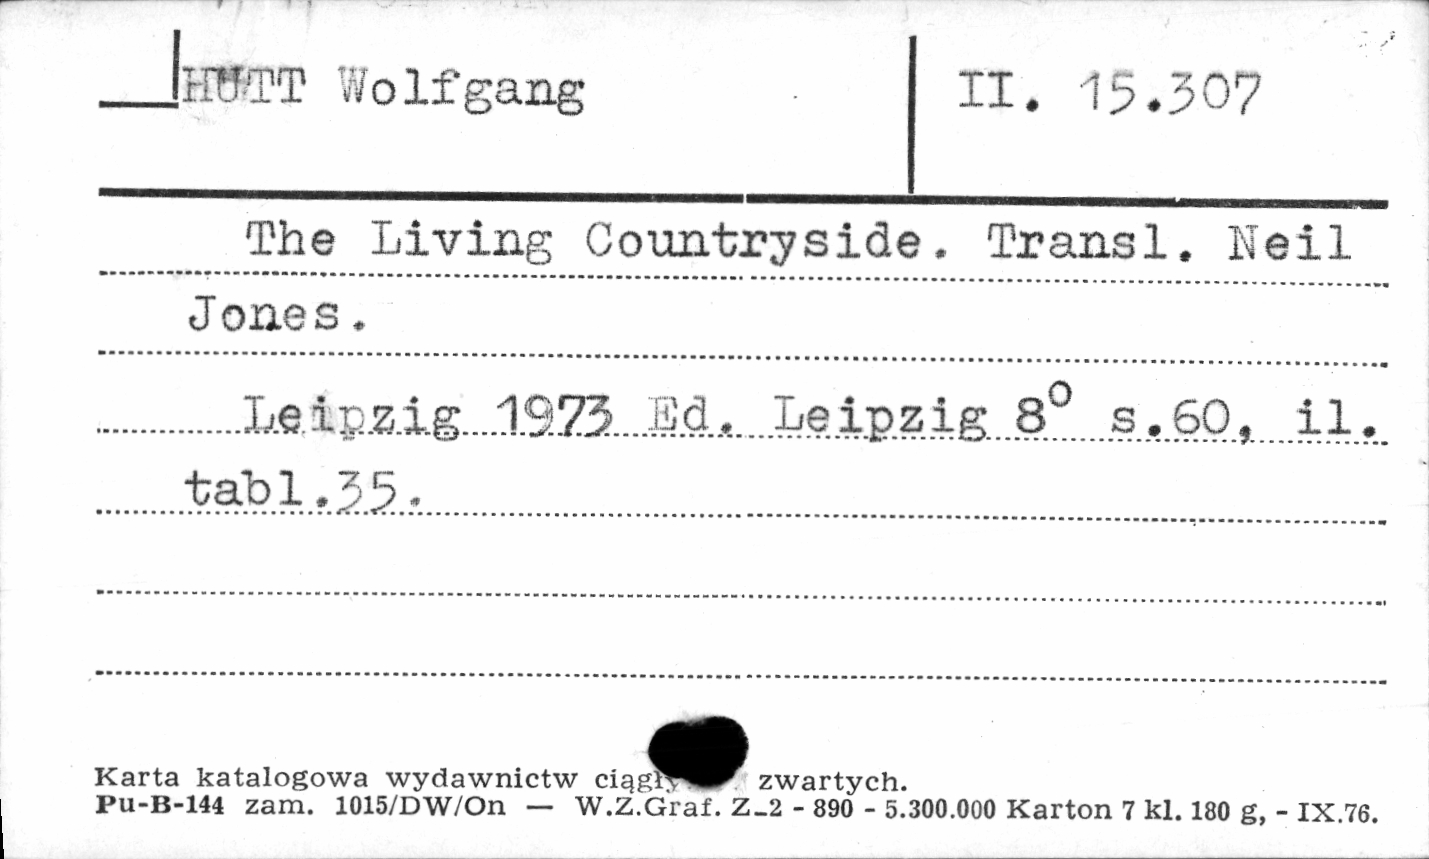 HUTT Wolfgang
II. 15.307
The Living Countryside. Transl. Neil
Jones.
Leipzig 1973 Ed. Leipzig 8° s.60, il.
tabl.35.
Karta katalogowa wydawnictw zwartych.
Pu-B-144 zam. 1015/DW/On — W.Z.Graf. Z-2 - 890 - 5.300.000 Karton 7 kl. 180 g, - IX.76.